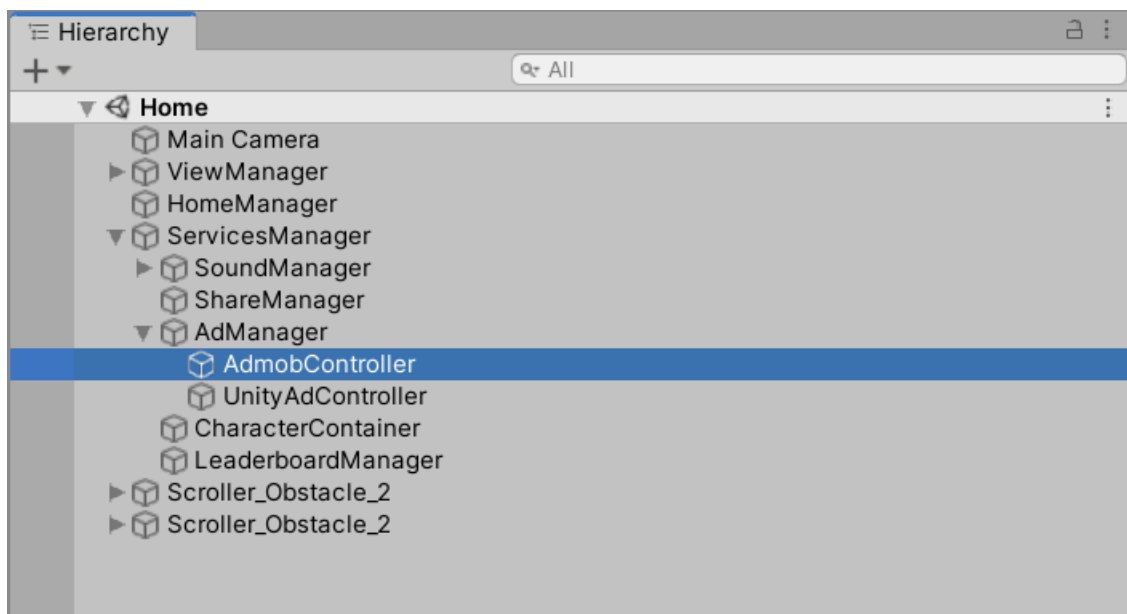 Hierarchy
All
Home
Main Camera
ViewManager
HomeManager
ServicesManager
SoundManager
ShareManager
AdManager
AdmobController
UnityAdController
CharacterContainer
LeaderboardManager
Scroller_Obstacle_2
Scroller_Obstacle_2